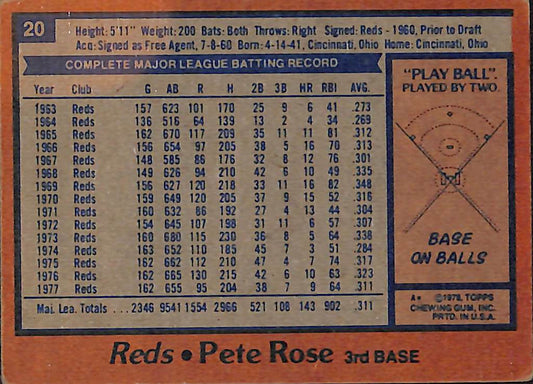 20
Height: 5'11" Weight: 200 Bats: Both Throws: Right Signed: Reds - 1960, Prior to Draft
Acq: Signed as Free Agent, 7-8-60 Born: 4-14-41, Cincinnati, Ohio Home: Cincinnati, Ohio
COMPLETE MAJOR LEAGUE BATTING RECORD
Year Club G AB R H 2B 3B HR RBI AVG.
1963 Reds 157 623 101 170 25 9 6 41 .273
1964 Reds 136 516 64 139 13 2 4 34 .269
1965 Reds 162 670 117 209 35 11 11 81 .312
1966 Reds 156 654 97 205 38 5 16 70 .313
1967 Reds 148 585 86 176 32 8 12 76 .301
1968 Reds 149 626 94 210 42 6 10 49 .335
1969 Reds 156 627 120 218 33 11 16 82 .348
1970 Reds 159 649 120 205 37 9 15 52 .316
1971 Reds 160 632 86 192 27 4 13 44 .304
1972 Reds 154 645 107 198 31 11 6 57 .307
1973 Reds 160 680 115 230 36 8 5 64 .338
1974 Reds 163 652 110 185 45 7 3 51 .284
1975 Reds 162 662 112 210 47 4 7 74 .317
1976 Reds 162 665 130 215 42 6 10 63 .323
1977 Reds 162 655 95 204 38 7 9 64 .311
Maj. Lea. Totals ... 2346 9541 1554 2966 521 108 143 902 .311
"PLAY BALL".
PLAYED BY TWO.
BASE
ON BALLS
A* ©1978, TOPPS
CHEWING GUM, INC.
PRTD. IN U.S.A.
Reds • Pete Rose 3rd BASE